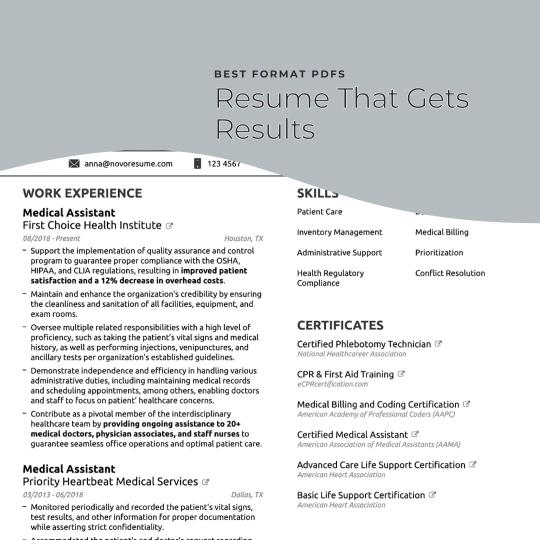 BEST FORMAT PDFS
Resume That Gets
Results
anna@novoresume.com
123 4567
WORK EXPERIENCE
Medical Assistant
First Choice Health Institute
08/2018 - Present
Houston, TX
– Support the implementation of quality assurance and control
program to guarantee proper compliance with the OSHA,
HIPAA, and CLIA regulations, resulting in improved patient
satisfaction and a 12% decrease in overhead costs.
– Maintain and enhance the organization's credibility by ensuring
the cleanliness and sanitation of all facilities, equipment, and
exam rooms.
– Oversee multiple related responsibilities with a high level of
proficiency, such as taking the patient's vital signs and medical
history, as well as performing injections, venipunctures, and
ancillary tests per organization's established guidelines.
– Demonstrate independence and efficiency in handling various
administrative duties, including maintaining medical records
and scheduling appointments, among others, enabling doctors
and staff to focus on patient' healthcare concerns.
– Contribute as a pivotal member of the interdisciplinary
healthcare team by providing ongoing assistance to 20+
medical doctors, physician associates, and staff nurses to
guarantee seamless office operations and optimal patient care.
Medical Assistant
Priority Heartbeat Medical Services
03/2013 - 06/2018
Dallas, TX
– Monitored periodically and recorded the patient's vital signs,
test results, and other information for proper documentation
while asserting strict confidentiality.
SKILLS
Patient Care
Inventory Management
Medical Billing
Administrative Support
Prioritization
Health Regulatory
Compliance
Conflict Resolution
CERTIFICATES
Certified Phlebotomy Technician
National Healthcareer Association
CPR & First Aid Training
eCPRcertification.com
Medical Billing and Coding Certification
American Academy of Professional Coders (AAPC)
Certified Medical Assistant
American Association of Medical Assistants (AAMA)
Advanced Care Life Support Certification
American Heart Association
Basic Life Support Certification
American Heart Association